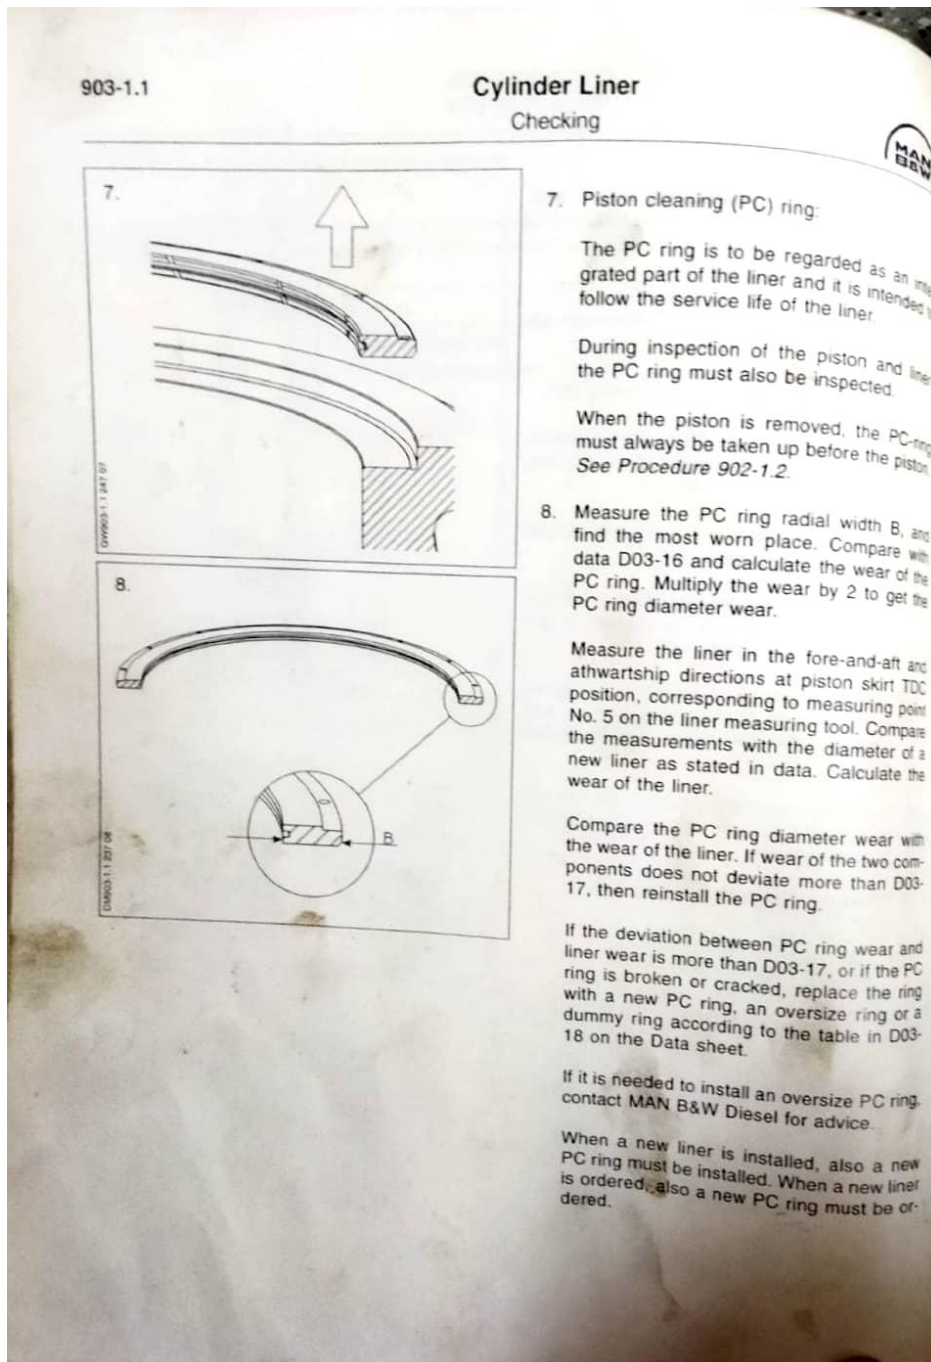 903-1.1
Cylinder Liner
Checking
MAN
B&W
7.
GW903-1.1 247 07
8.
B
DM903-1.1 237 08
7. Piston cleaning (PC) ring:
The PC ring is to be regarded as an inte
grated part of the liner and it is intended
follow the service life of the liner.
During inspection of the piston and liner
the PC ring must also be inspected.
When the piston is removed, the PC-ring
must always be taken up before the piston.
See Procedure 902-1.2.
8. Measure the PC ring radial width B, and
find the most worn place. Compare with
data D03-16 and calculate the wear of the
PC ring. Multiply the wear by 2 to get the
PC ring diameter wear.
Measure the liner in the fore-and-aft and
athwartship directions at piston skirt TDC
position, corresponding to measuring point
No. 5 on the liner measuring tool. Compare
the measurements with the diameter of a
new liner as stated in data. Calculate the
wear of the liner.
Compare the PC ring diameter wear with
the wear of the liner. If wear of the two com-
ponents does not deviate more than D03-
17, then reinstall the PC ring.
If the deviation between PC ring wear and
liner wear is more than D03-17, or if the PC
ring is broken or cracked, replace the ring
with a new PC ring, an oversize ring or a
dummy ring according to the table in D03-
18 on the Data sheet.
If it is needed to install an oversize PC ring,
contact MAN B&W Diesel for advice.
When a new liner is installed, also a new
PC ring must be installed. When a new liner
is ordered, also a new PC ring must be or-
dered.